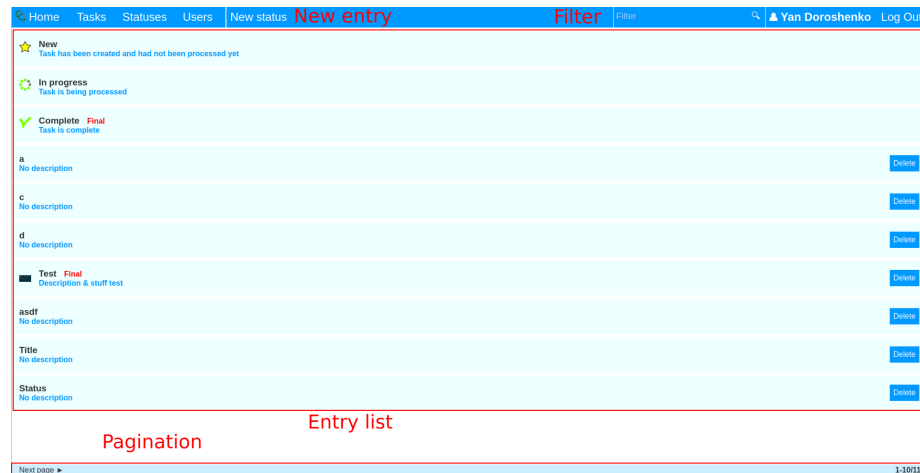 Home Tasks Statuses Users New status New entry Filter Filter Yan Doroshenko Log Out
New
Task has been created and had not been processed yet
In progress
Task is being processed
Complete Final
Task is complete
a
No description
Delete
c
No description
Delete
d
No description
Delete
Test Final
Description & stuff test
Delete
asdf
No description
Delete
Title
No description
Delete
Status
No description
Delete
Entry list
Pagination
Next page ►
1-10/11